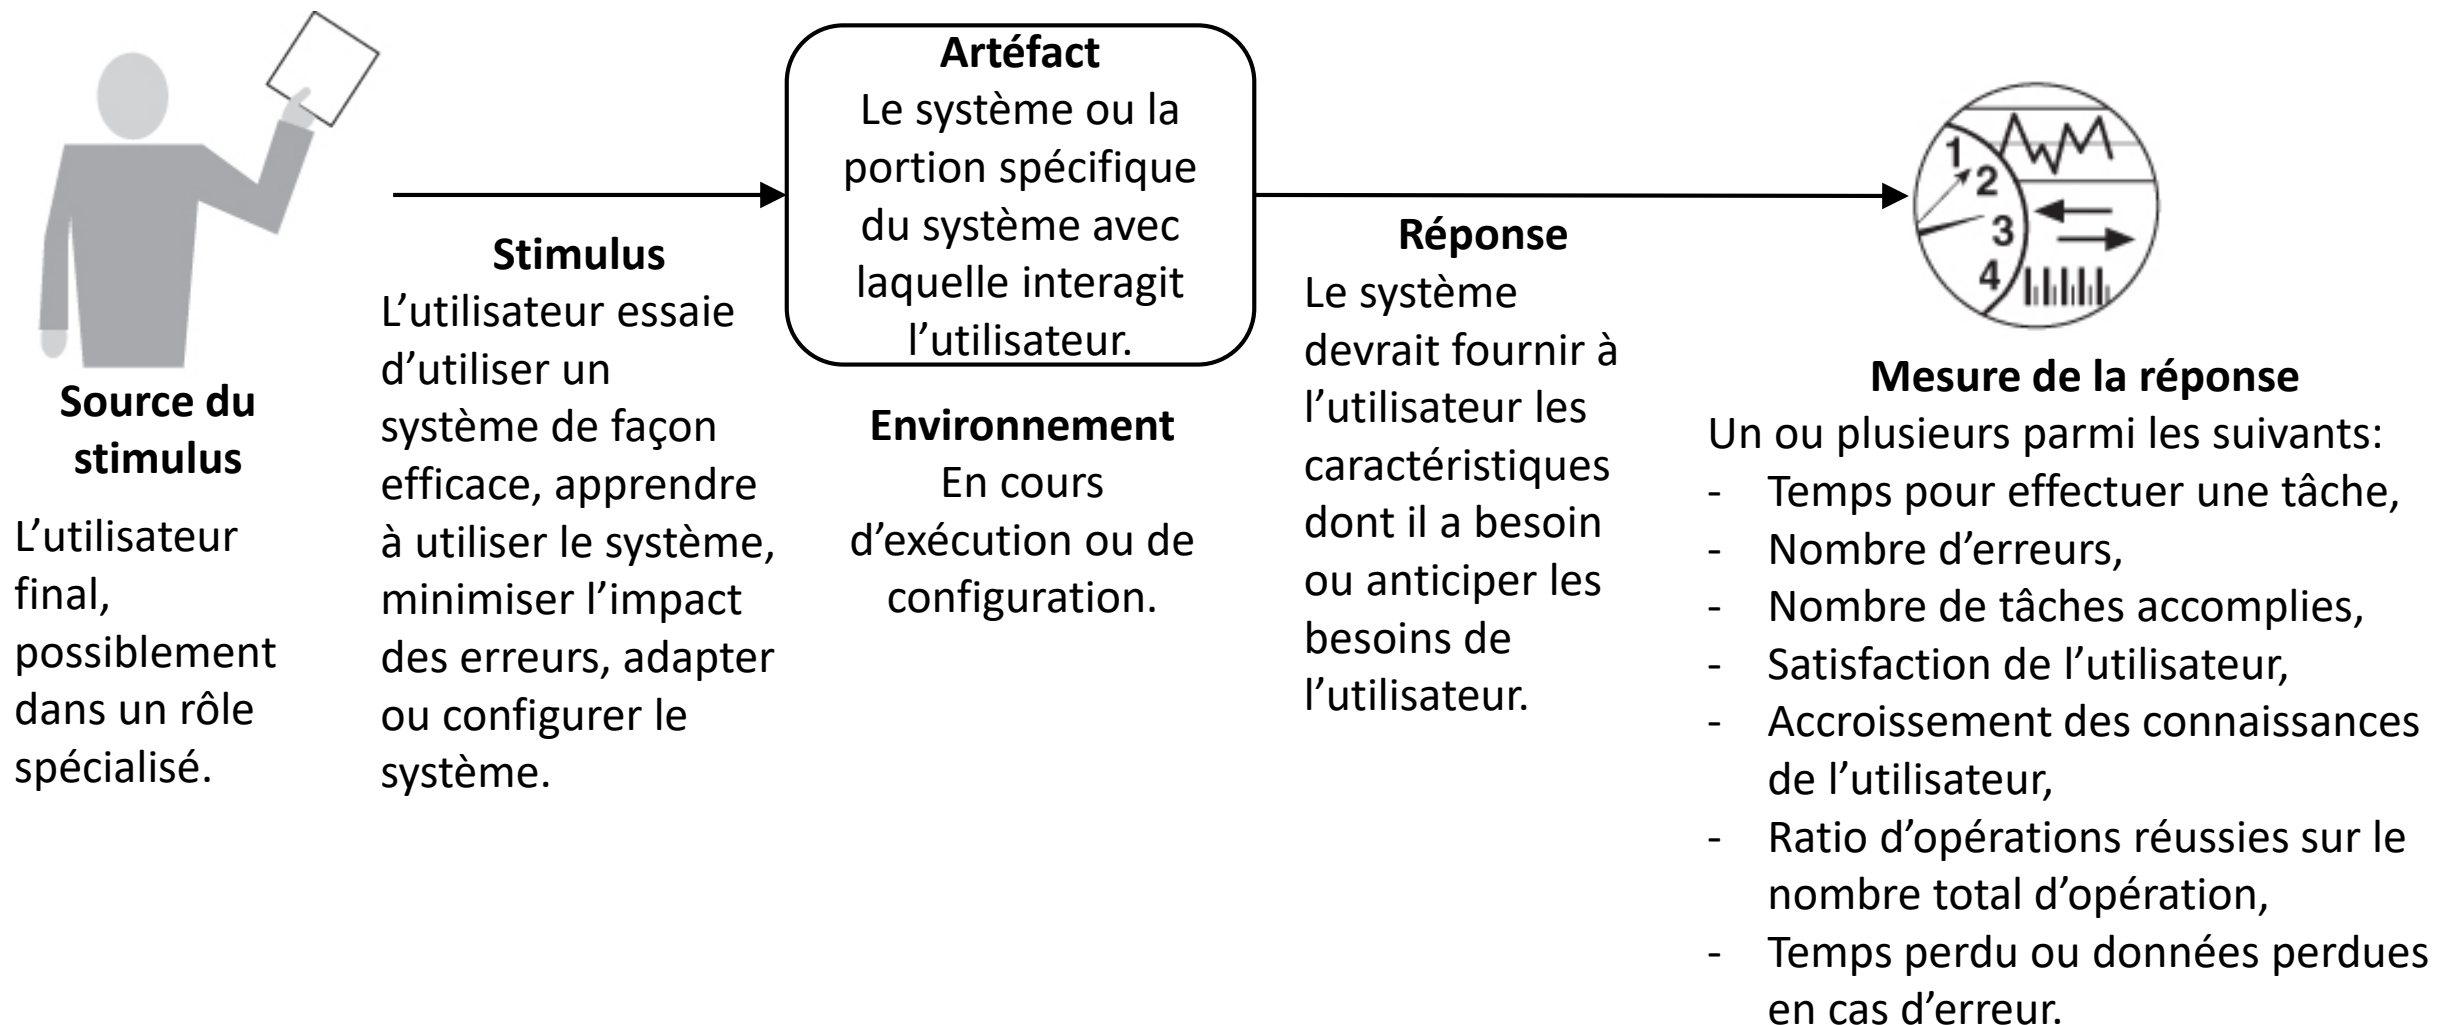 Source du
stimulus
L’utilisateur
final,
possiblement
dans un rôle
spécialisé.
Stimulus
L’utilisateur essaie
d’utiliser un
système de façon
efficace, apprendre
à utiliser le système,
minimiser l’impact
des erreurs, adapter
ou configurer le
système.
Artéfact
Le système ou la
portion spécifique
du système avec
laquelle interagit
l’utilisateur.
Environnement
En cours
d’exécution ou de
configuration.
Réponse
Le système
devrait fournir à
l’utilisateur les
caractéristiques
dont il a besoin
ou anticiper les
besoins de
l’utilisateur.
1
2
3
4
Mesure de la réponse
Un ou plusieurs parmi les suivants:
- Temps pour effectuer une tâche,
- Nombre d’erreurs,
- Nombre de tâches accomplies,
- Satisfaction de l’utilisateur,
- Accroissement des connaissances
de l’utilisateur,
- Ratio d’opérations réussies sur le
nombre total d’opération,
- Temps perdu ou données perdues
en cas d’erreur.